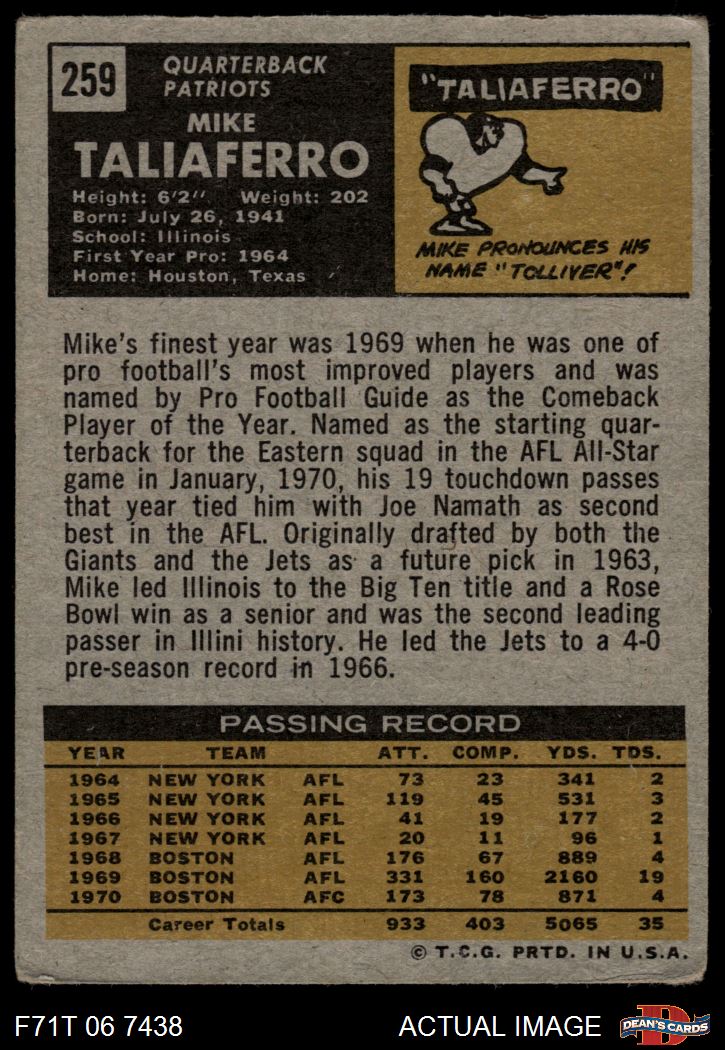 259
QUARTERBACK
PATRIOTS
MIKE
TALIAFERRO
Height: 6'2". Weight: 202
Born: July 26, 1941
School: Illinois
First Year Pro: 1964
Home: Houston, Texas
"TALIAFERRO"
MIKE PRONOUNCES HIS
NAME "TOLLIVER"!
Mike's finest year was 1969 when he was one of
pro football's most improved players and was
named by Pro Football Guide as the Comeback
Player of the Year. Named as the starting quar-
terback for the Eastern squad in the AFL All-Star
game in January, 1970, his 19 touchdown passes
that year tied him with Joe Namath as second
best in the AFL. Originally drafted by both the
Giants and the Jets as a future pick in 1963,
Mike led Illinois to the Big Ten title and a Rose
Bowl win as a senior and was the second leading
passer in Illini history. He led the Jets to a 4-0
pre-season record in 1966.
PASSING RECORD
YEAR TEAM ATT. COMP. YDS. TDS.
1964 NEW YORK AFL 73 23 341 2
1965 NEW YORK AFL 119 45 531 3
1966 NEW YORK AFL 41 19 177 2
1967 NEW YORK AFL 20 11 96 1
1968 BOSTON AFL 176 67 889 4
1969 BOSTON AFL 331 160 2160 19
1970 BOSTON AFC 173 78 871 4
Career Totals 933 403 5065 35
© T.C.G. PRTD. IN U.S.A.
F71T 06 7438 ACTUAL IMAGE D DEAN'S CARDS